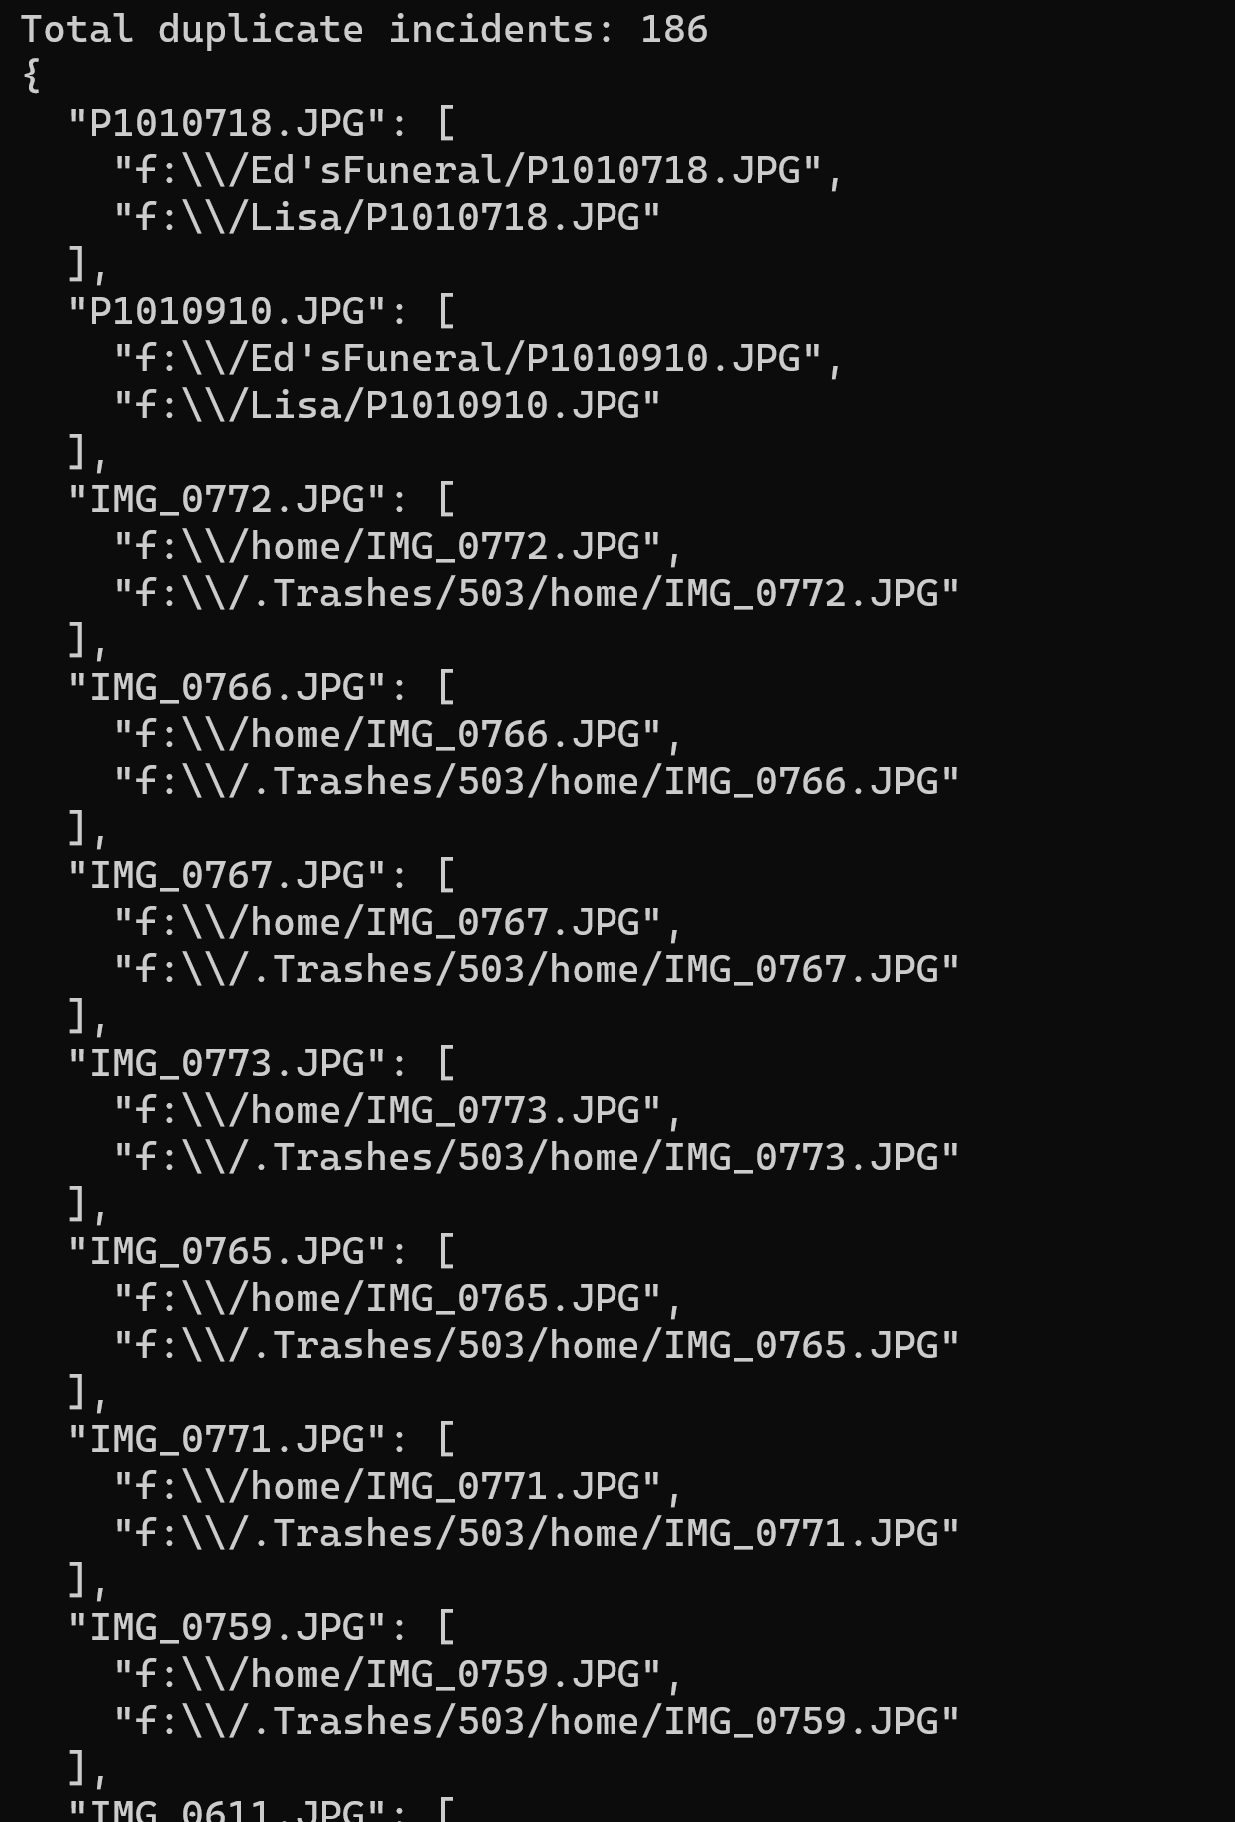 Total duplicate incidents: 186
{
  "P1010718.JPG": [
    "f:\\/Ed'sFuneral/P1010718.JPG",
    "f:\\/Lisa/P1010718.JPG"
  ],
  "P1010910.JPG": [
    "f:\\/Ed'sFuneral/P1010910.JPG",
    "f:\\/Lisa/P1010910.JPG"
  ],
  "IMG_0772.JPG": [
    "f:\\/home/IMG_0772.JPG",
    "f:\\/.Trashes/503/home/IMG_0772.JPG"
  ],
  "IMG_0766.JPG": [
    "f:\\/home/IMG_0766.JPG",
    "f:\\/.Trashes/503/home/IMG_0766.JPG"
  ],
  "IMG_0767.JPG": [
    "f:\\/home/IMG_0767.JPG",
    "f:\\/.Trashes/503/home/IMG_0767.JPG"
  ],
  "IMG_0773.JPG": [
    "f:\\/home/IMG_0773.JPG",
    "f:\\/.Trashes/503/home/IMG_0773.JPG"
  ],
  "IMG_0765.JPG": [
    "f:\\/home/IMG_0765.JPG",
    "f:\\/.Trashes/503/home/IMG_0765.JPG"
  ],
  "IMG_0771.JPG": [
    "f:\\/home/IMG_0771.JPG",
    "f:\\/.Trashes/503/home/IMG_0771.JPG"
  ],
  "IMG_0759.JPG": [
    "f:\\/home/IMG_0759.JPG",
    "f:\\/.Trashes/503/home/IMG_0759.JPG"
  ],
  "IMG_0611.JPG": [